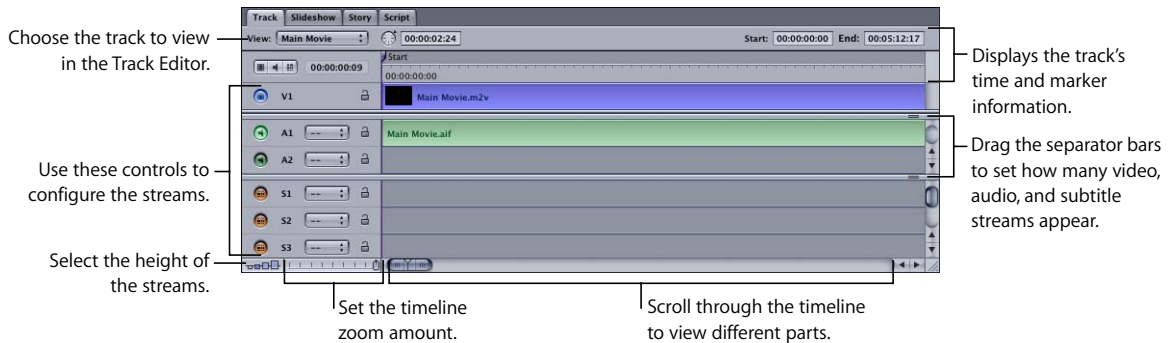 Track Slideshow Story Script
Choose the track to view
in the Track Editor.
View: Main Movie 00:00:02:24 Start: 00:00:00:00 End: 00:05:12:17
00:00:00:09 Start
00:00:00:00
Displays the track's
time and marker
information.
V1 Main Movie.m2v
A1 -- Main Movie.aif
A2 --
Use these controls to
configure the streams.
Drag the separator bars
to set how many video,
audio, and subtitle
streams appear.
S1 --
S2 --
S3 --
Select the height of
the streams.
Set the timeline
zoom amount.
Scroll through the timeline
to view different parts.